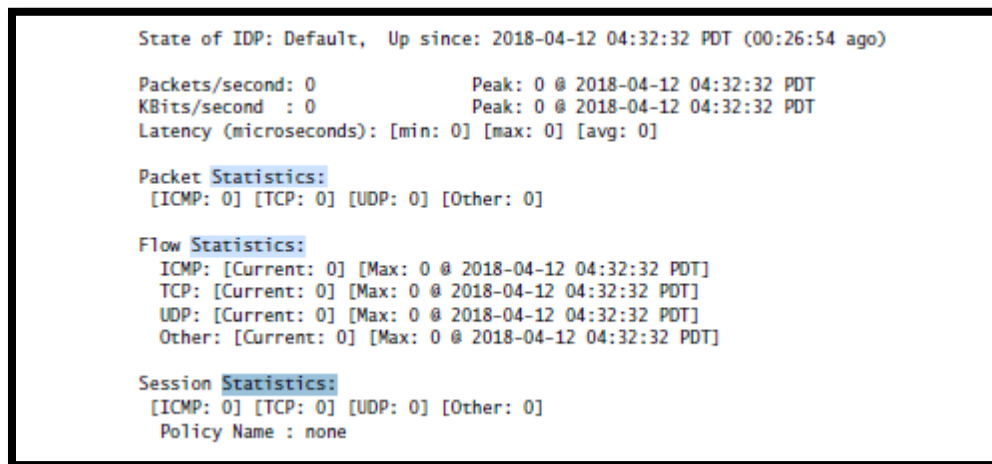 State of IDP: Default,  Up since: 2018-04-12 04:32:32 PDT (00:26:54 ago)
Packets/second: 0               Peak: 0 @ 2018-04-12 04:32:32 PDT
KBits/second  : 0               Peak: 0 @ 2018-04-12 04:32:32 PDT
Latency (microseconds): [min: 0] [max: 0] [avg: 0]
Packet Statistics:
[ICMP: 0] [TCP: 0] [UDP: 0] [Other: 0]
Flow Statistics:
ICMP: [Current: 0] [Max: 0 @ 2018-04-12 04:32:32 PDT]
TCP: [Current: 0] [Max: 0 @ 2018-04-12 04:32:32 PDT]
UDP: [Current: 0] [Max: 0 @ 2018-04-12 04:32:32 PDT]
Other: [Current: 0] [Max: 0 @ 2018-04-12 04:32:32 PDT]
Session Statistics:
[ICMP: 0] [TCP: 0] [UDP: 0] [Other: 0]
Policy Name : none